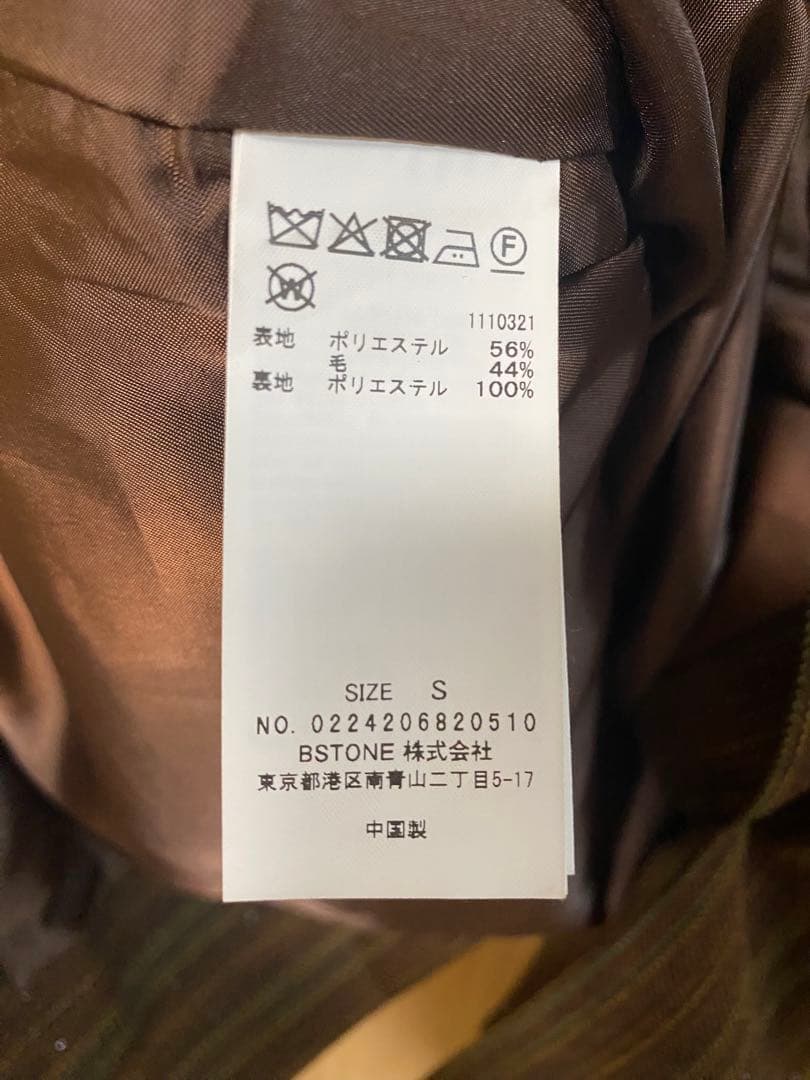 F
W
1110321
表地 ポリエステル 56%
毛 44%
裏地 ポリエステル 100%
SIZE S
NO. 0224206820510
BSTONE 株式会社
東京都港区南青山二丁目5-17
中国製